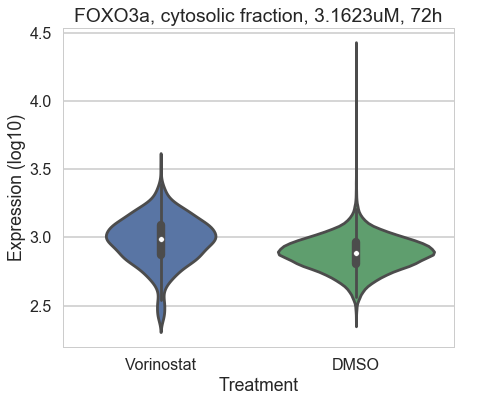 FOXO3a, cytosolic fraction, 3.1623uM, 72h
4.5
4.0
3.5
3.0
2.5
Expression (log10)
Vorinostat
DMSO
Treatment